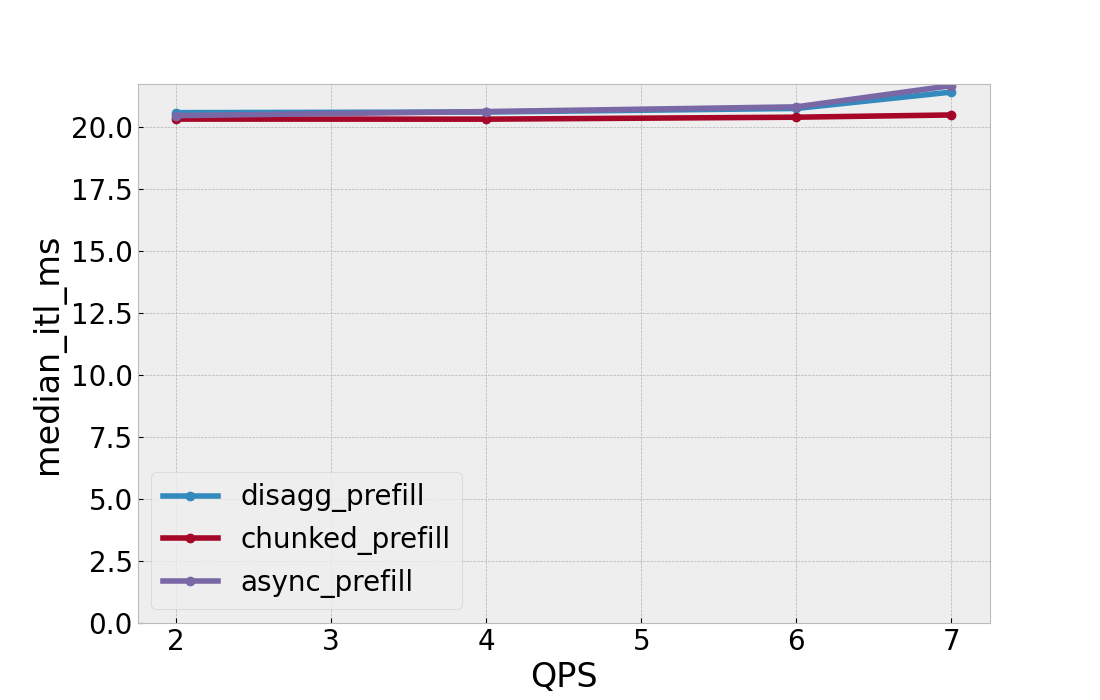 median_itl_ms
20.0
17.5
15.0
12.5
10.0
7.5
5.0
2.5
0.0
disagg_prefill
chunked_prefill
async_prefill
2 3 4 5 6 7
QPS